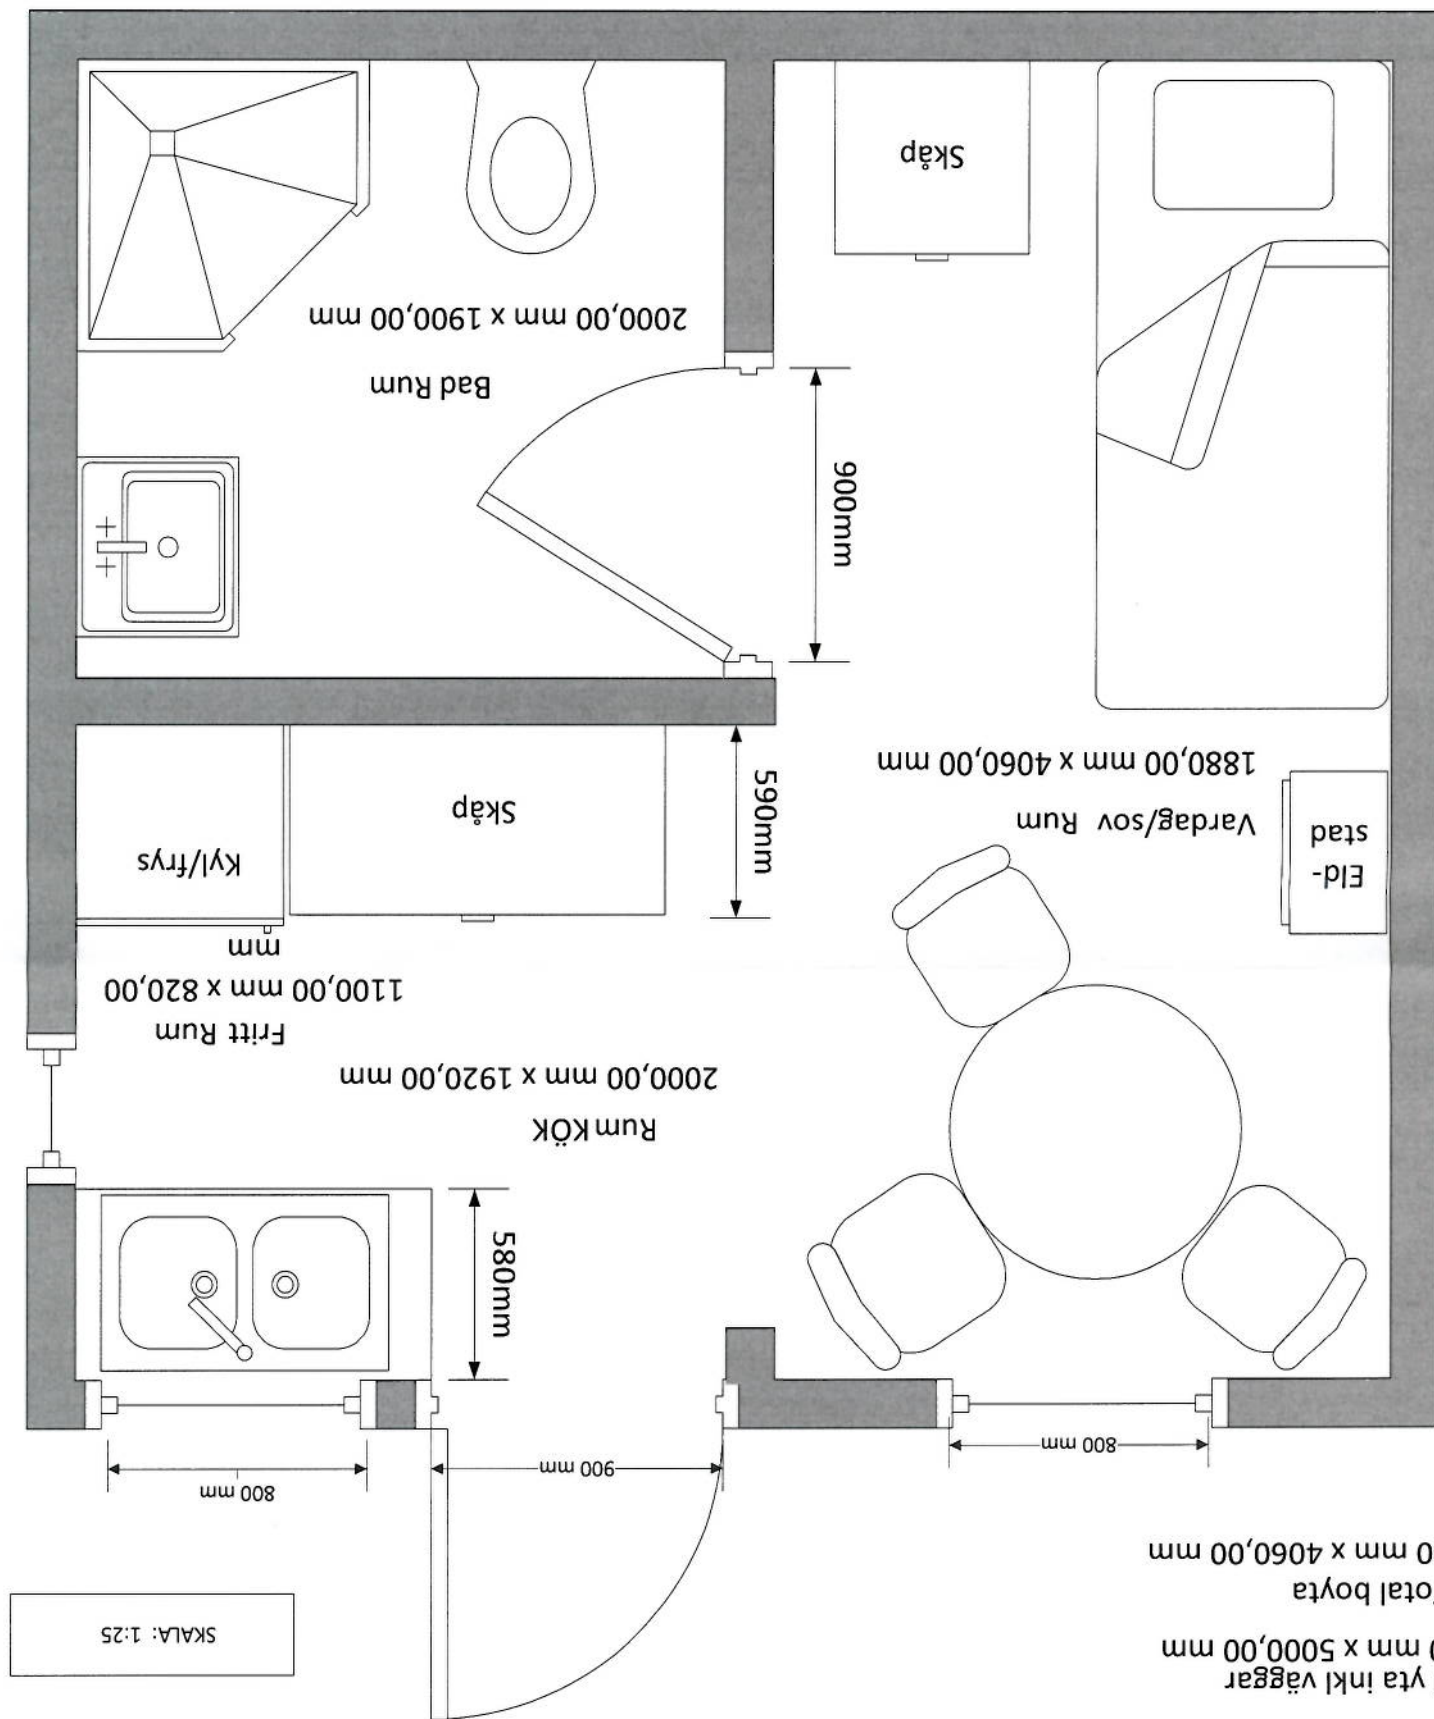 yta inkl väggar
0 mm x 5000,00 mm
Total boyta
0 mm x 4060,00 mm
SKALA: 1:25
800 mm
900 mm
800 mm
580mm
Rum KÖK
2000,00 mm x 1920,00 mm
Fritt Rum
1100,00 mm x 820,00
mm
Eld-
stad
Vardag/sov Rum
1880,00 mm x 4060,00 mm
590mm
Skåp
Kyl/frys
900mm
Bad Rum
2000,00 mm x 1900,00 mm
Skåp